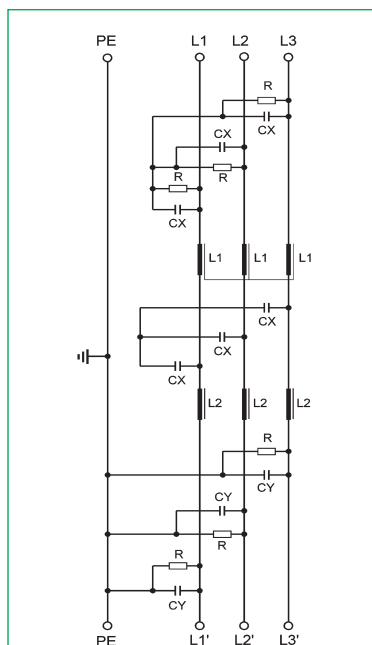 PE L1 L2 L3
R
CX
CX
R R
CX
L1 L1 L1
CX
CX
CX
L2 L2 L2
R
CY
CY
R
R
CY
PE L1' L2' L3'